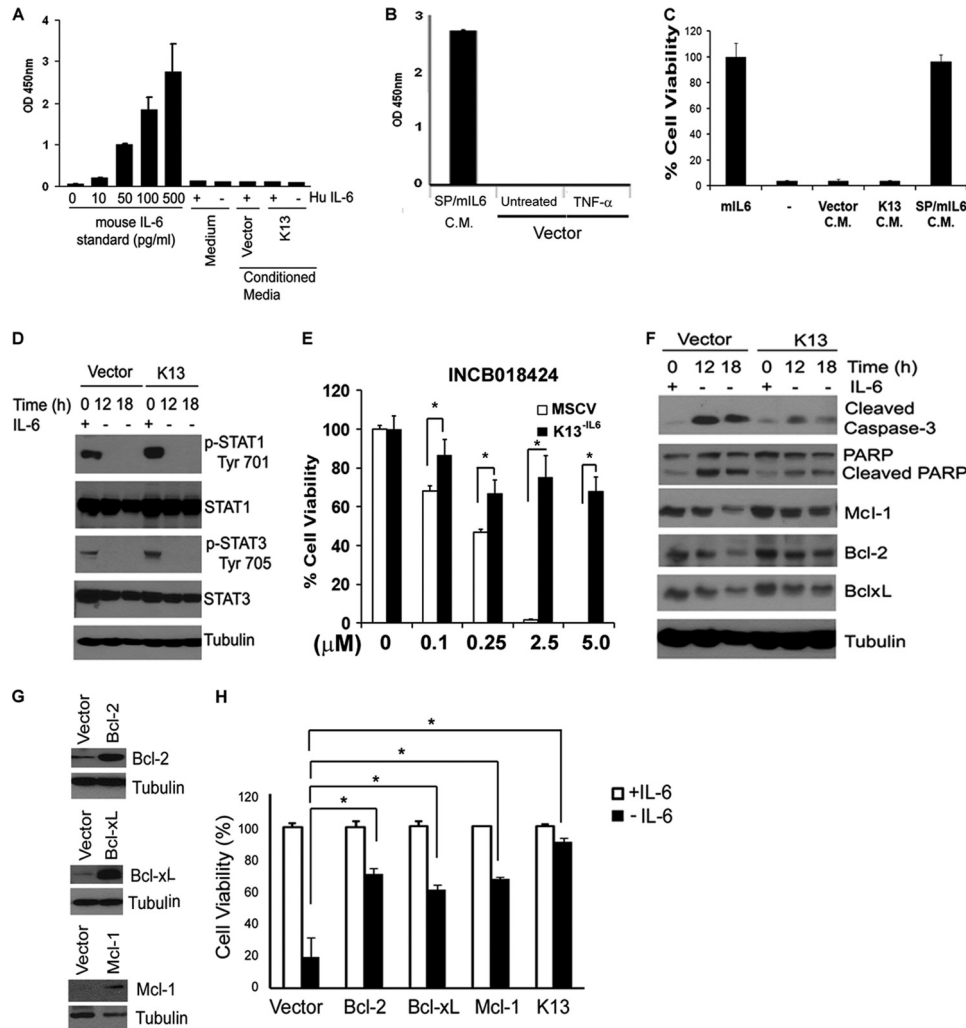 A
OD 450nm
4
3
2
1
0
0 10 50 100 500 + - + - + - Hu IL-6
mouse IL-6
standard (pg/ml)
Medium
Vector
K13
Conditioned
Media
B
OD 450nm
3
2
1
0
SP/mIL6
C.M.
Untreated
TNF-α
Vector
C
% Cell Viability
120
100
80
60
40
20
0
mIL6
-
Vector
C.M.
K13
C.M.
SP/mIL6
C.M.
D
Vector K13
Time (h) 0 12 18 0 12 18
IL-6 + - - + - -
p-STAT1
Tyr 701
STAT1
p-STAT3
Tyr 705
STAT3
Tubulin
E
INCB018424
MSCV
K13-IL6
% Cell Viability
120
100
80
60
40
20
0
* * * *
(μM) 0 0.1 0.25 2.5 5.0
F
Vector K13
0 12 18 0 12 18 Time (h)
+ - - + - - IL-6
Cleaved
Caspase-3
PARP
Cleaved PARP
Mcl-1
Bcl-2
BclxL
Tubulin
G
Vector
Bcl-2
Bcl-2
Tubulin
Vector
Bcl-xL
Bcl-xL
Tubulin
Vector
Mcl-1
Mcl-1
Tubulin
H
Cell Viability (%)
120
100
80
60
40
20
0
*
*
*
*
+IL-6
- IL-6
Vector Bcl-2 Bcl-xL Mcl-1 K13